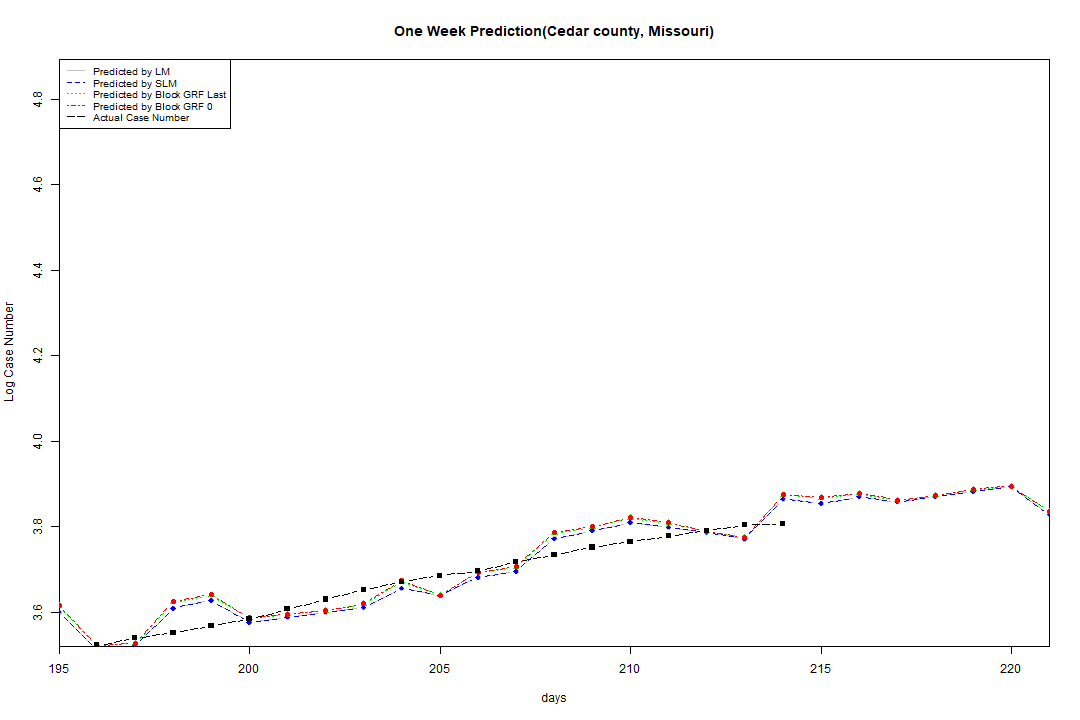 One Week Prediction(Cedar county, Missouri)
Predicted by LM
Predicted by SLM
Predicted by Block GRF Last
Predicted by Block GRF 0
Actual Case Number
4.8
4.6
4.4
4.2
4.0
3.8
3.6
Log Case Number
195 200 205 210 215 220
days